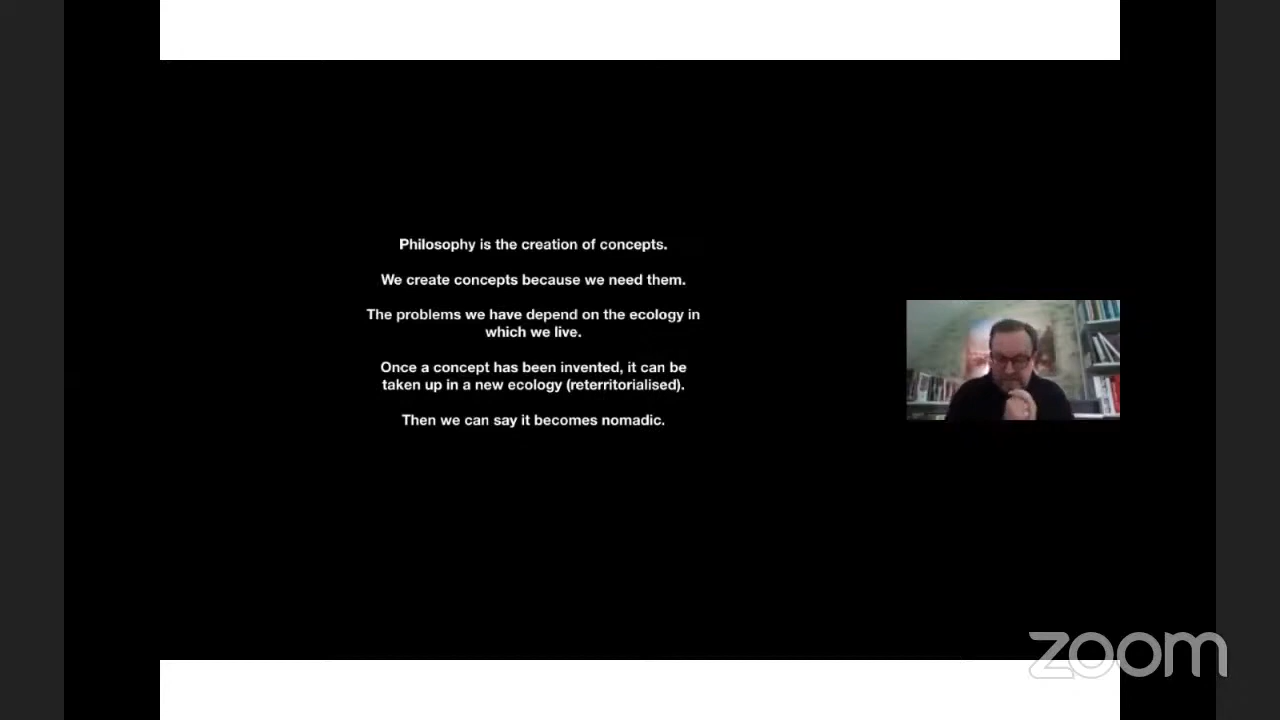 Philosophy is the creation of concepts.
We create concepts because we need them.
The problems we have depend on the ecology in
which we live.
Once a concept has been invented, it can be
taken up in a new ecology (reterritorialised).
Then we can say it becomes nomadic.
zoom